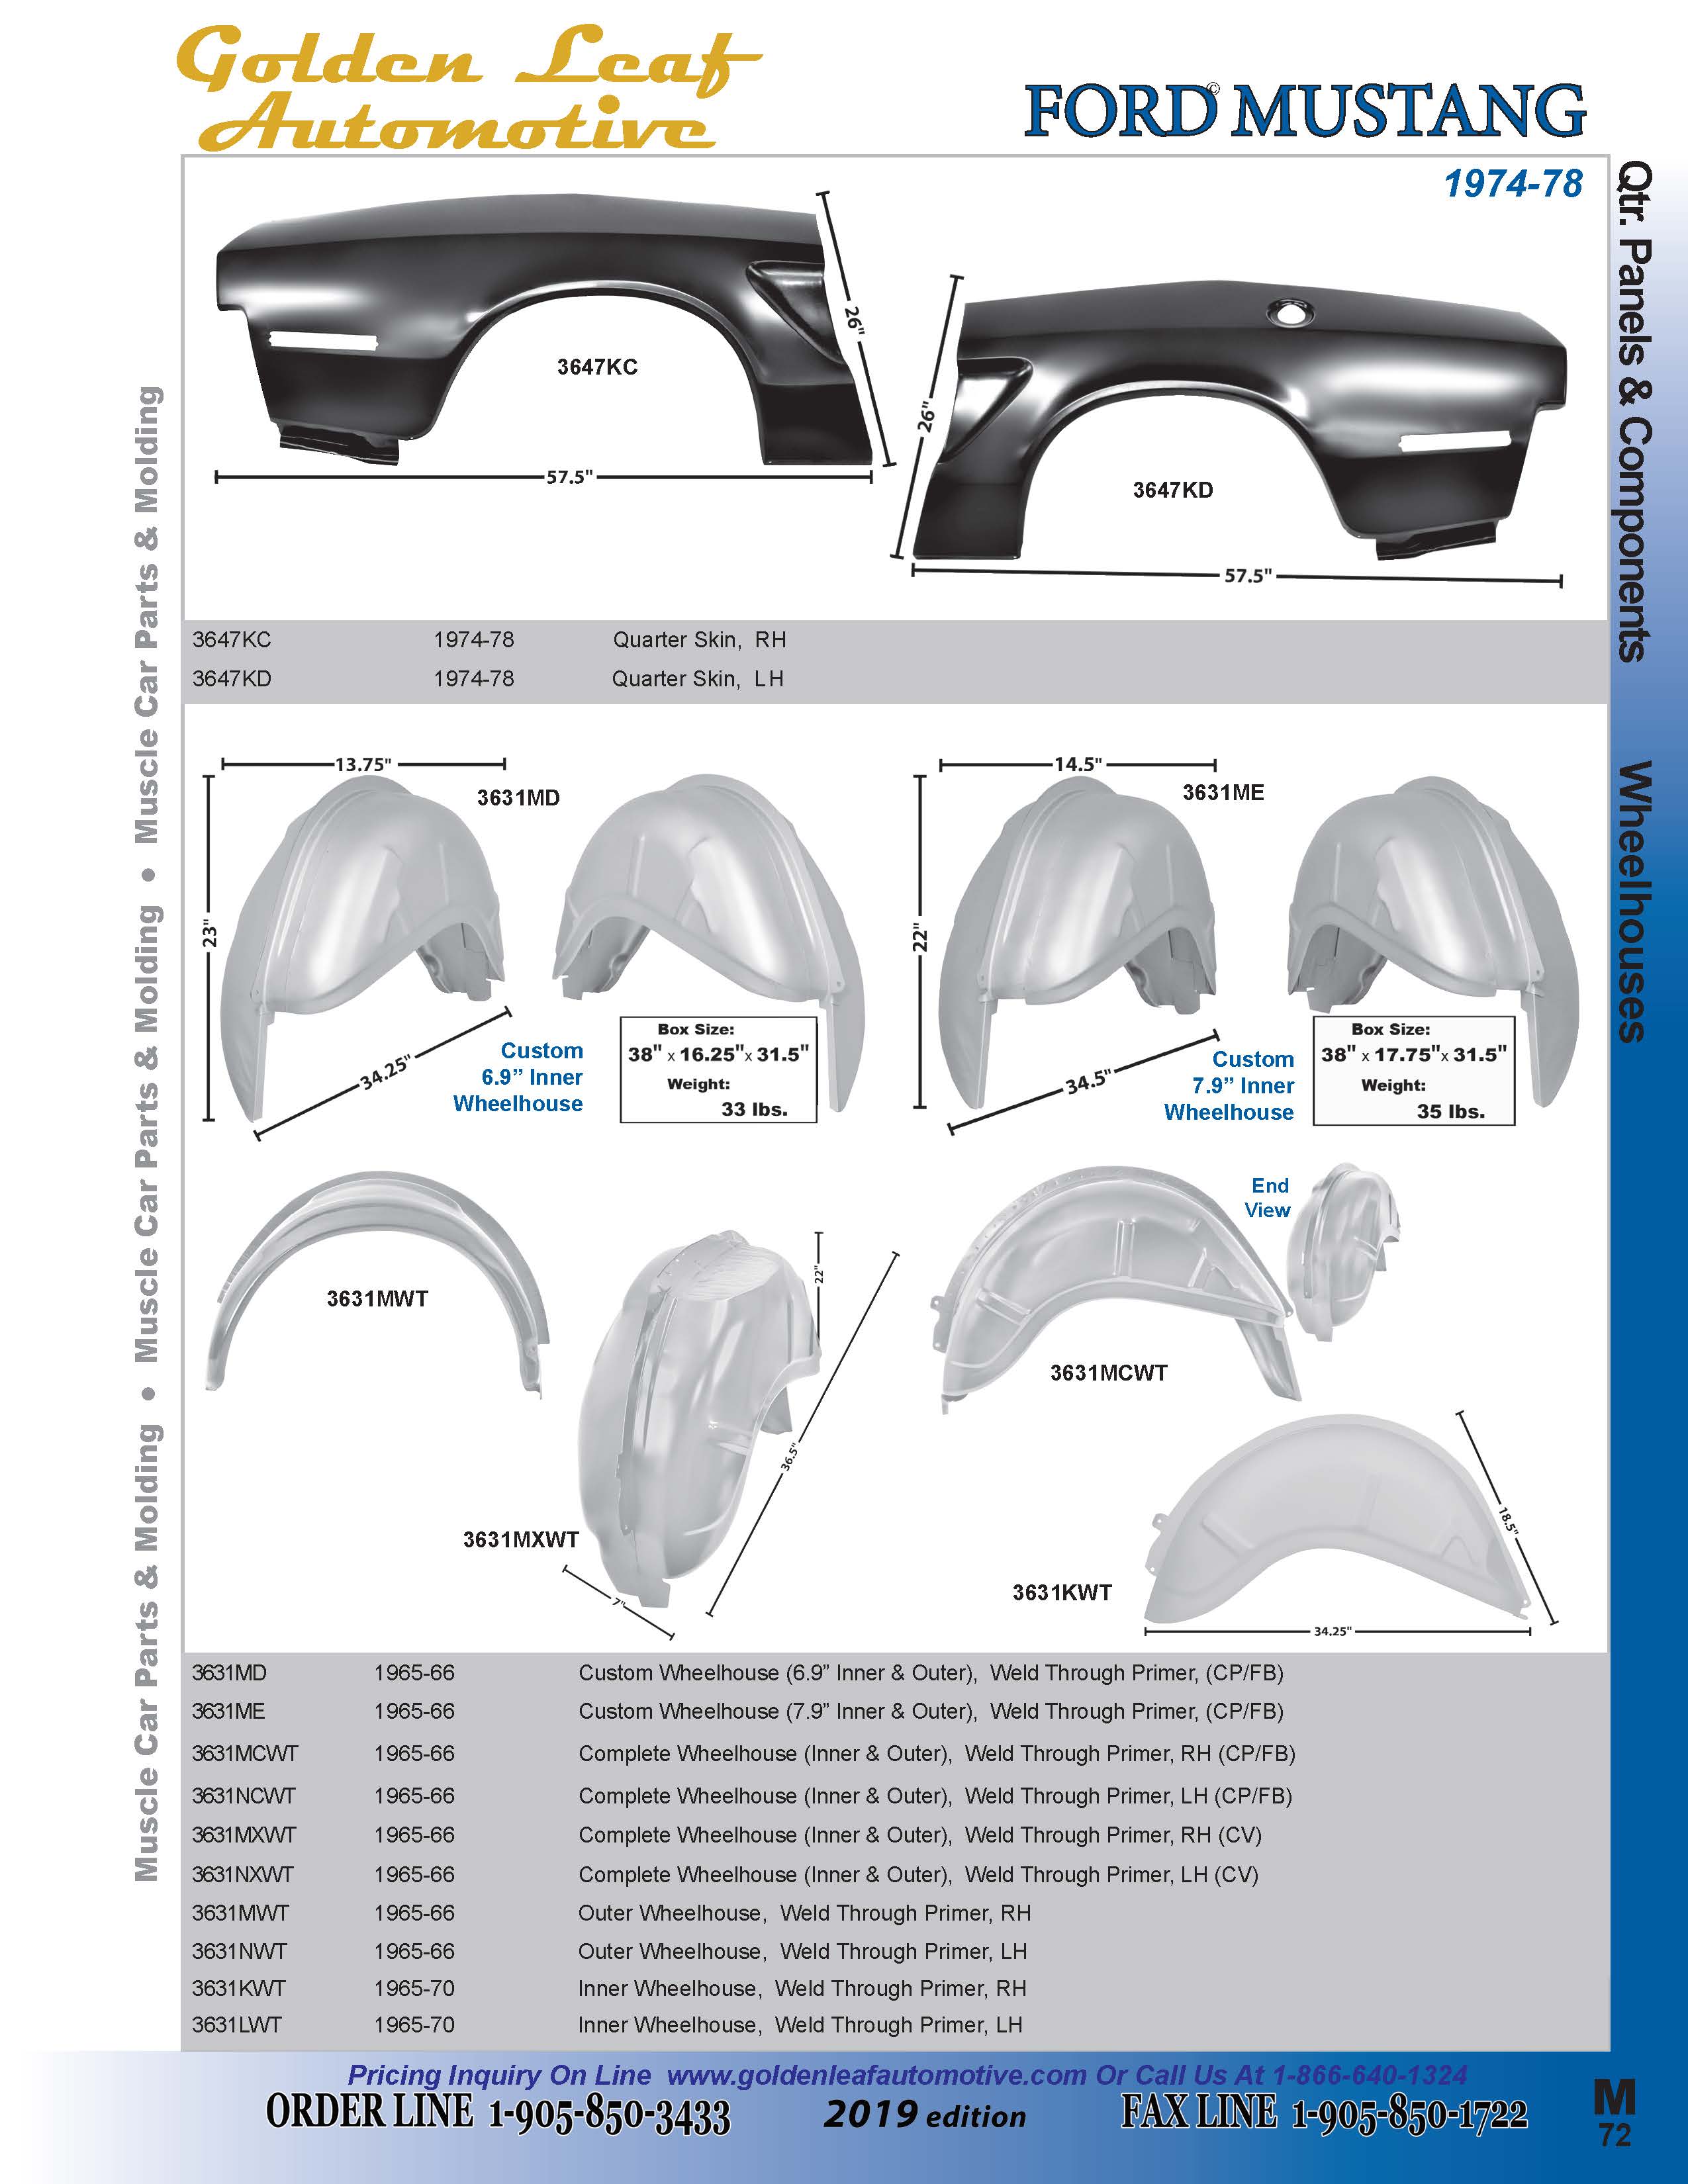 Golden Leaf
Automotive
FORD© MUSTANG
1974-78
Qtr. Panels & Components
Wheelhouses
Muscle Car Parts & Molding • Muscle Car Parts & Molding • Muscle Car Parts & Molding
26"
3647KC
57.5"
26"
3647KD
57.5"
3647KC 1974-78 Quarter Skin, RH
3647KD 1974-78 Quarter Skin, LH
13.75"
3631MD
23"
34.25"
Custom
6.9” Inner
Wheelhouse
Box Size:
38" x 16.25"x 31.5"
Weight:
33 lbs.
14.5"
3631ME
22"
34.5"
Custom
7.9” Inner
Wheelhouse
Box Size:
38" x 17.75"x 31.5"
Weight:
35 lbs.
3631MWT
22"
36.5"
3631MXWT
7"
End
View
3631MCWT
18.5"
3631KWT
34.25"
3631MD 1965-66 Custom Wheelhouse (6.9” Inner & Outer), Weld Through Primer, (CP/FB)
3631ME 1965-66 Custom Wheelhouse (7.9” Inner & Outer), Weld Through Primer, (CP/FB)
3631MCWT 1965-66 Complete Wheelhouse (Inner & Outer), Weld Through Primer, RH (CP/FB)
3631NCWT 1965-66 Complete Wheelhouse (Inner & Outer), Weld Through Primer, LH (CP/FB)
3631MXWT 1965-66 Complete Wheelhouse (Inner & Outer), Weld Through Primer, RH (CV)
3631NXWT 1965-66 Complete Wheelhouse (Inner & Outer), Weld Through Primer, LH (CV)
3631MWT 1965-66 Outer Wheelhouse, Weld Through Primer, RH
3631NWT 1965-66 Outer Wheelhouse, Weld Through Primer, LH
3631KWT 1965-70 Inner Wheelhouse, Weld Through Primer, RH
3631LWT 1965-70 Inner Wheelhouse, Weld Through Primer, LH
Pricing Inquiry On Line www.goldenleafautomotive.com Or Call Us At 1-866-640-1324
ORDER LINE 1-905-850-3433 2019 edition FAX LINE 1-905-850-1722
M
72